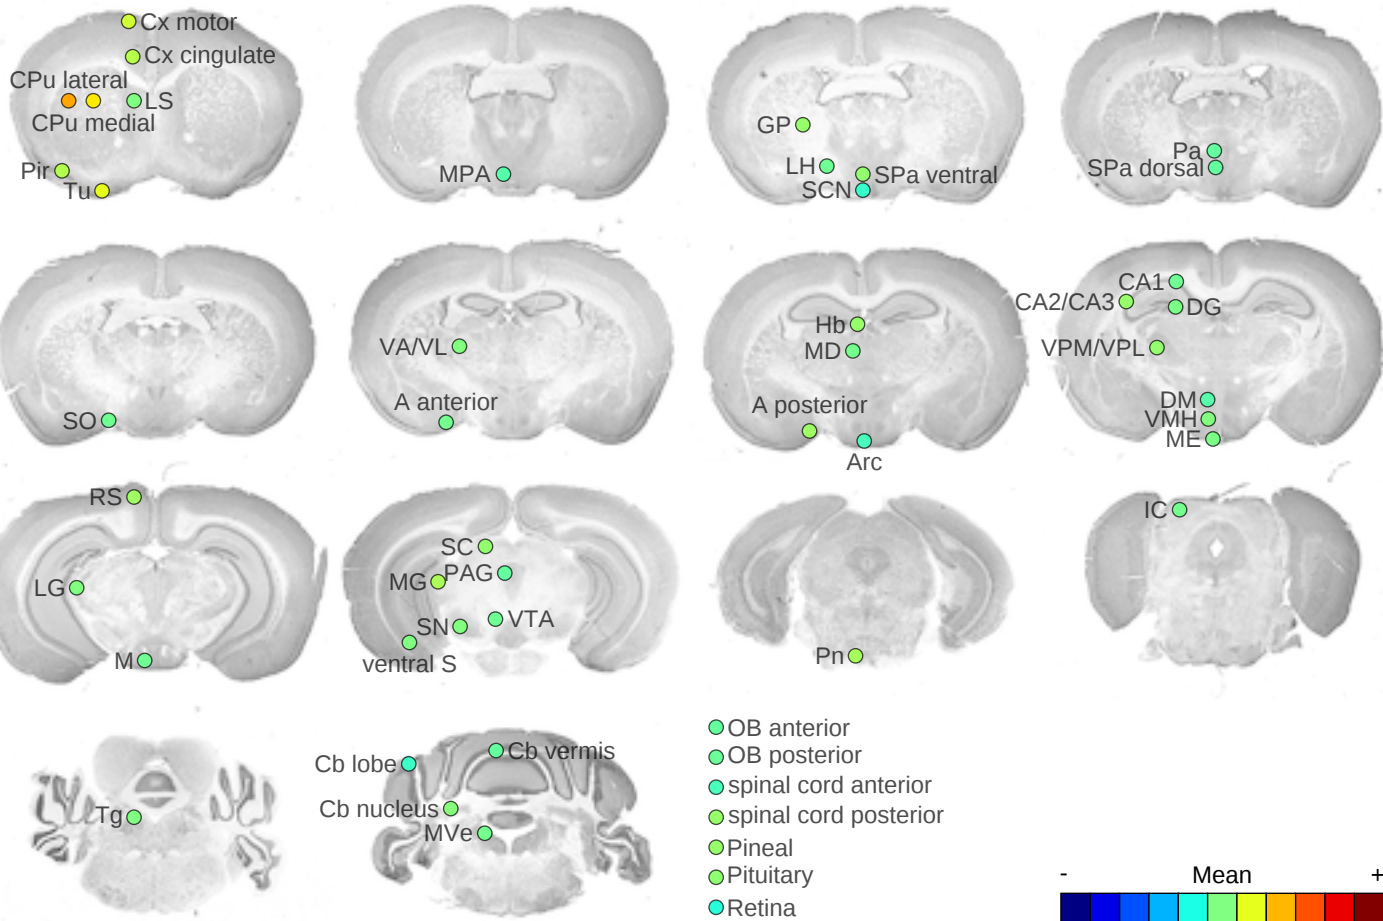 Cx motor
Cx cingulate
CPu lateral
LS
CPu medial
Pir
Tu
MPA
GP
LH
SPa ventral
SCN
Pa
SPa dorsal
SO
VA/VL
A anterior
Hb
MD
A posterior
Arc
CA1
CA2/CA3
DG
VPM/VPL
DM
VMH
ME
RS
LG
M
SC
MG
PAG
SN
VTA
ventral S
Pn
IC
Tg
Cb lobe
Cb vermis
Cb nucleus
MVe
OB anterior
OB posterior
spinal cord anterior
spinal cord posterior
Pineal
Pituitary
Retina
- Mean +